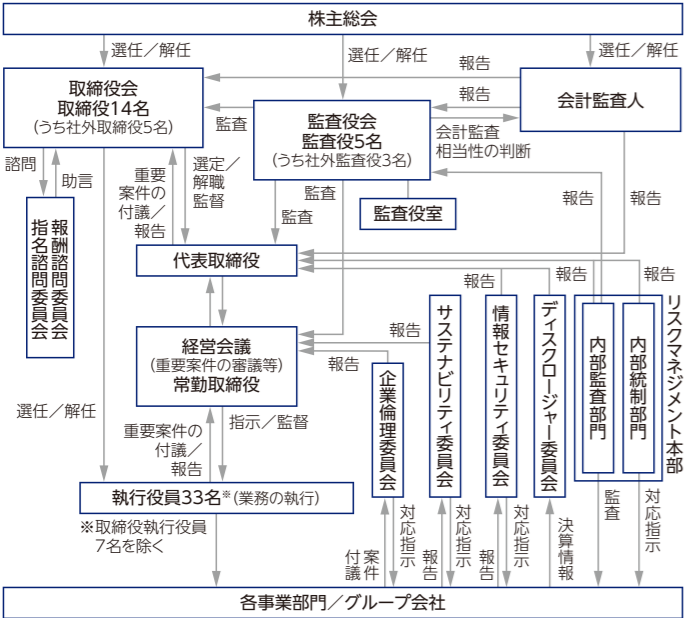 株主総会
選任／解任
選任／解任
選任／解任
取締役会
取締役14名
(うち社外取締役5名)
監査
監査役会
監査役5名
(うち社外監査役3名)
報告
報告
会計監査人
会計監査
相当性の判断
諮問
助言
重要
案件の
付議／
報告
選定／
解職
監督
監査
監査
監査役室
報告
報告
報酬諮問委員会
指名諮問委員会
代表取締役
報告
報告
報告
経営会議
(重要案件の審議等)
常勤取締役
報告
報告
企業倫理委員会
サステナビリティ委員会
情報セキュリティ委員会
ディスクロージャー委員会
内部監査部門
内部統制部門
リスクマネジメント本部
選任／解任
重要案件の
付議／
報告
指示／監督
執行役員33名※(業務の執行)
※取締役執行役員
7名を除く
案件
付議
対応指示
報告
対応指示
報告
対応指示
決算情報
監査
対応指示
各事業部門／グループ会社